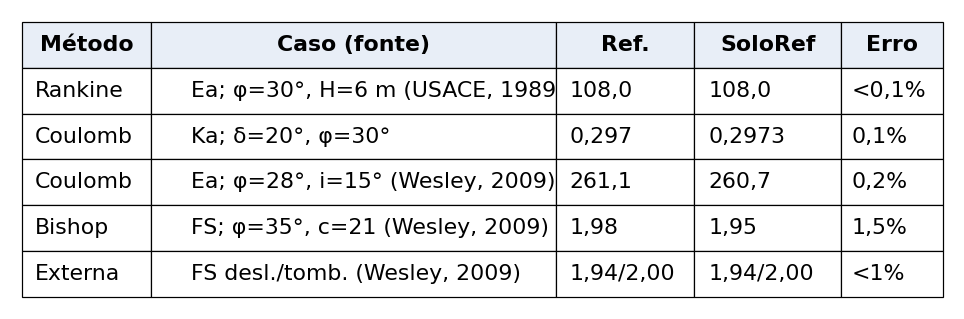 Método Caso (fonte) Ref. SoloRef Erro
Rankine Ea; φ=30°, H=6 m (USACE, 1989 108,0 108,0 <0,1%
Coulomb Ka; δ=20°, φ=30° 0,297 0,2973 0,1%
Coulomb Ea; φ=28°, i=15° (Wesley, 2009) 261,1 260,7 0,2%
Bishop FS; φ=35°, c=21 (Wesley, 2009) 1,98 1,95 1,5%
Externa FS desl./tomb. (Wesley, 2009) 1,94/2,00 1,94/2,00 <1%